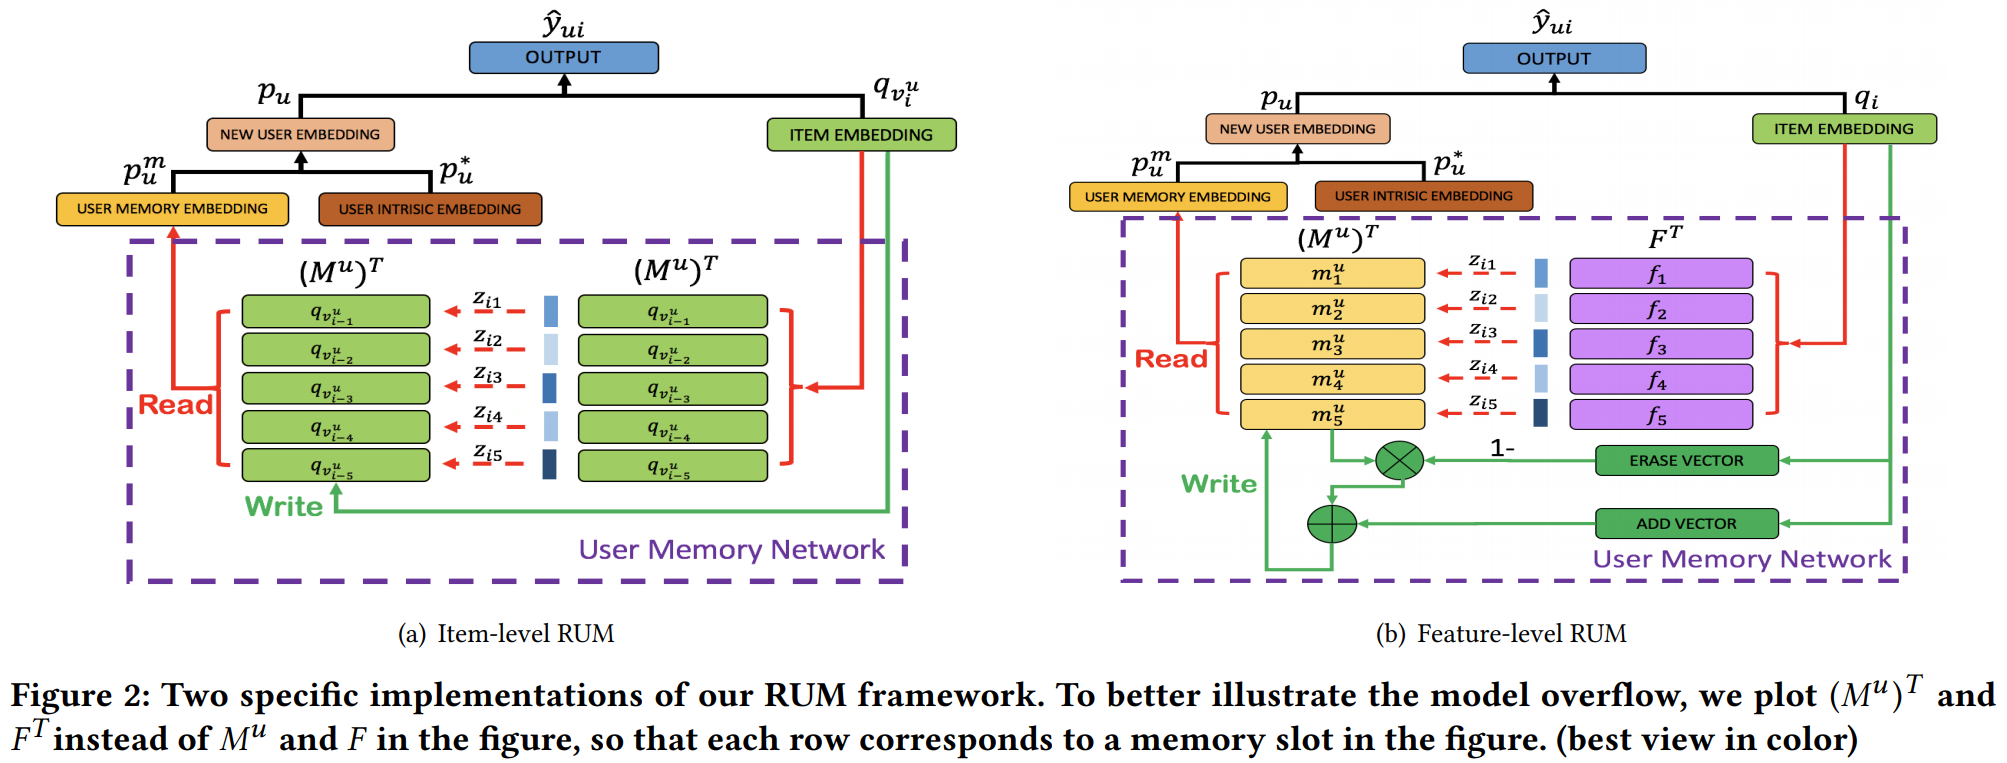 ŷ_ui
OUTPUT
p_u
q_{v_i^u}
NEW USER EMBEDDING
ITEM EMBEDDING
p_u^m
p_u^*
USER MEMORY EMBEDDING
USER INTRISIC EMBEDDING
(M^u)^T
(M^u)^T
q_{v_{i-1}^u}
z_{i1}
q_{v_{i-1}^u}
q_{v_{i-2}^u}
z_{i2}
q_{v_{i-2}^u}
q_{v_{i-3}^u}
z_{i3}
q_{v_{i-3}^u}
Read
q_{v_{i-4}^u}
z_{i4}
q_{v_{i-4}^u}
q_{v_{i-5}^u}
z_{i5}
q_{v_{i-5}^u}
Write
User Memory Network
(a) Item-level RUM
ŷ_ui
OUTPUT
p_u
q_i
NEW USER EMBEDDING
ITEM EMBEDDING
p_u^m
p_u^*
USER MEMORY EMBEDDING
USER INTRISIC EMBEDDING
(M^u)^T
F^T
m_1^u
z_{i1}
f_1
m_2^u
z_{i2}
f_2
m_3^u
z_{i3}
f_3
Read
m_4^u
z_{i4}
f_4
m_5^u
z_{i5}
f_5
1-
ERASE VECTOR
Write
ADD VECTOR
User Memory Network
(b) Feature-level RUM
Figure 2: Two specific implementations of our RUM framework. To better illustrate the model overflow, we plot (M^u)^T and
F^T instead of M^u and F in the figure, so that each row corresponds to a memory slot in the figure. (best view in color)